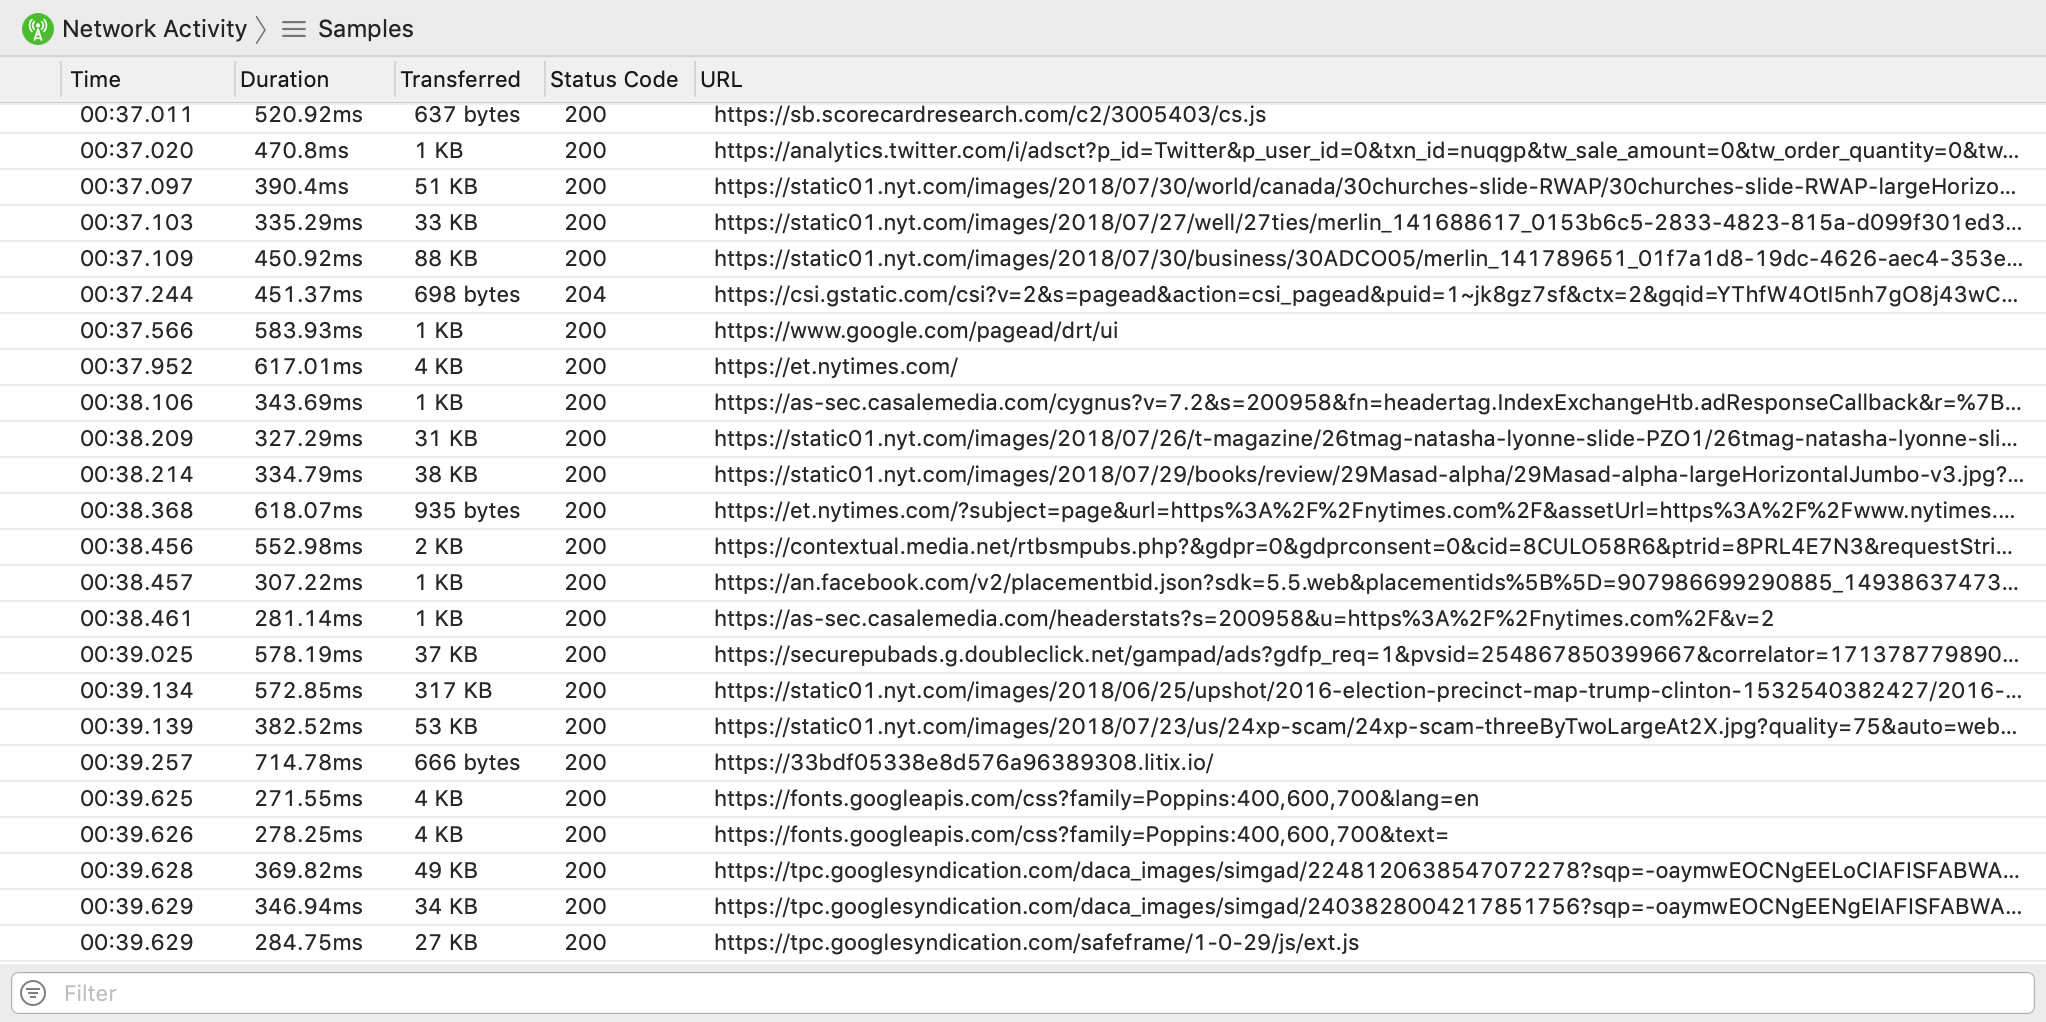 Network Activity Samples
Time Duration Transferred Status Code URL
00:37.011 520.92ms 637 bytes 200 https://sb.scorecardresearch.com/c2/3005403/cs.js
00:37.020 470.8ms 1 KB 200 https://analytics.twitter.com/i/adsct?p_id=Twitter&p_user_id=0&txn_id=nuqgp&tw_sale_amount=0&tw_order_quantity=0&tw...
00:37.097 390.4ms 51 KB 200 https://static01.nyt.com/images/2018/07/30/world/canada/30churches-slide-RWAP/30churches-slide-RWAP-largeHorizo...
00:37.103 335.29ms 33 KB 200 https://static01.nyt.com/images/2018/07/27/well/27ties/merlin_141688617_0153b6c5-2833-4823-815a-d099f301ed3...
00:37.109 450.92ms 88 KB 200 https://static01.nyt.com/images/2018/07/30/business/30ADCO05/merlin_141789651_01f7a1d8-19dc-4626-aec4-353e...
00:37.244 451.37ms 698 bytes 204 https://csi.gstatic.com/csi?v=2&s=pagead&action=csi_pagead&puid=1~jk8gz7sf&ctx=2&gqid=YThfW4OtI5nh7gO8j43wC...
00:37.566 583.93ms 1 KB 200 https://www.google.com/pagead/drt/ui
00:37.952 617.01ms 4 KB 200 https://et.nytimes.com/
00:38.106 343.69ms 1 KB 200 https://as-sec.casalemedia.com/cygnus?v=7.2&s=200958&fn=headertag.IndexExchangeHtb.adResponseCallback&r=%7B...
00:38.209 327.29ms 31 KB 200 https://static01.nyt.com/images/2018/07/26/t-magazine/26tmag-natasha-lyonne-slide-PZO1/26tmag-natasha-lyonne-sli...
00:38.214 334.79ms 38 KB 200 https://static01.nyt.com/images/2018/07/29/books/review/29Masad-alpha/29Masad-alpha-largeHorizontalJumbo-v3.jpg?...
00:38.368 618.07ms 935 bytes 200 https://et.nytimes.com/?subject=page&url=https%3A%2F%2Fnytimes.com%2F&assetUrl=https%3A%2F%2Fwww.nytimes....
00:38.456 552.98ms 2 KB 200 https://contextual.media.net/rtbsmpubs.php?&gdpr=0&gdprconsent=0&cid=8CULO58R6&ptrid=8PRL4E7N3&requestStri...
00:38.457 307.22ms 1 KB 200 https://an.facebook.com/v2/placementbid.json?sdk=5.5.web&placementids%5B%5D=907986699290885_14938637473...
00:38.461 281.14ms 1 KB 200 https://as-sec.casalemedia.com/headerstats?s=200958&u=https%3A%2F%2Fnytimes.com%2F&v=2
00:39.025 578.19ms 37 KB 200 https://securepubads.g.doubleclick.net/gampad/ads?gdfp_req=1&pvsid=254867850399667&correlator=171378779890...
00:39.134 572.85ms 317 KB 200 https://static01.nyt.com/images/2018/06/25/upshot/2016-election-precinct-map-trump-clinton-1532540382427/2016-...
00:39.139 382.52ms 53 KB 200 https://static01.nyt.com/images/2018/07/23/us/24xp-scam/24xp-scam-threeByTwoLargeAt2X.jpg?quality=75&auto=web...
00:39.257 714.78ms 666 bytes 200 https://33bdf05338e8d576a96389308.litix.io/
00:39.625 271.55ms 4 KB 200 https://fonts.googleapis.com/css?family=Poppins:400,600,700&lang=en
00:39.626 278.25ms 4 KB 200 https://fonts.googleapis.com/css?family=Poppins:400,600,700&text=
00:39.628 369.82ms 49 KB 200 https://tpc.googlesyndication.com/daca_images/simgad/2248120638547072278?sqp=-oaymwEOCNgEELoCIAFISFABWA...
00:39.629 346.94ms 34 KB 200 https://tpc.googlesyndication.com/daca_images/simgad/2403828004217851756?sqp=-oaymwEOCNgEENgEIAFISFABWA...
00:39.629 284.75ms 27 KB 200 https://tpc.googlesyndication.com/safeframe/1-0-29/js/ext.js
Filter